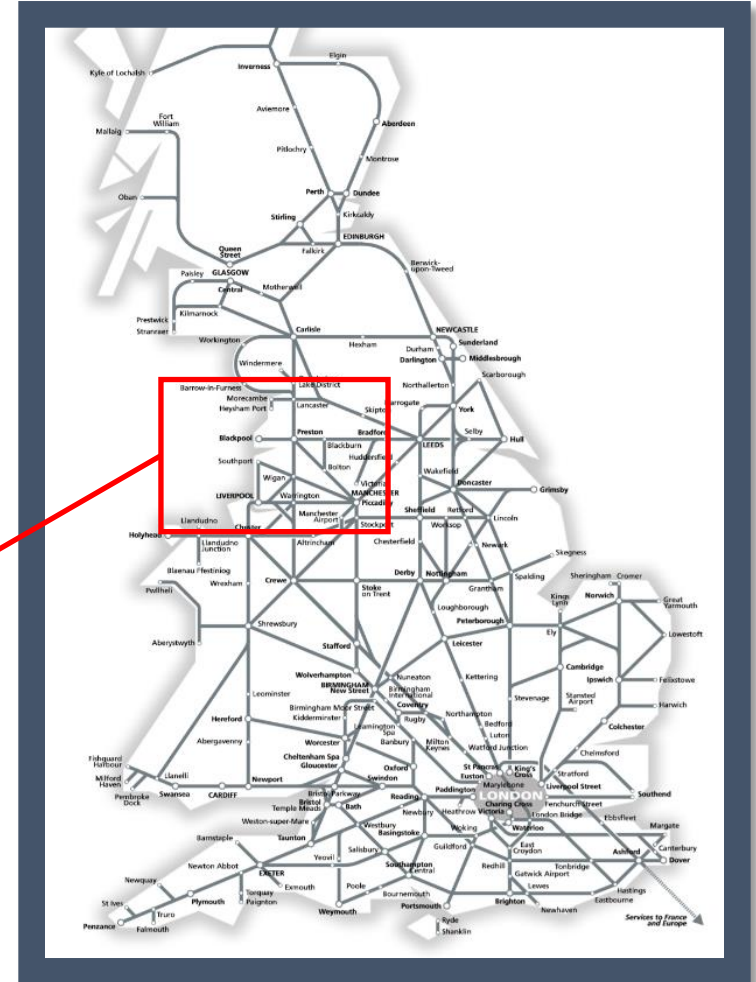 Elgin
Inverness
Kyle of Lochalsh
Aviemore
Fort
William
Aberdeen
Mallaig
Pitlochry
Montrose
Perth
Dundee
Oban
Stirling
Kirkcaldy
EDINBURGH
Queen
Street
Falkirk
Berwick-
upon-Tweed
Paisley
GLASGOW
Central
Motherwell
Prestwick
Kilmarnock
Stranraer
Carlisle
NEWCASTLE
Sunderland
Workington
Hexham
Durham
Darlington
Middlesbrough
Windermere
Scarborough
Lake District
Northallerton
Barrow-in-Furness
Morecambe
Lancaster
Heysham Port
York
Preston
Bradford
Selby
Blackpool
Blackburn
LEEDS
Hull
Southport
Huddersfield
Bolton
Wakefield
Wigan
Victoria
Doncaster
MANCHESTER
Grimsby
LIVERPOOL
Warrington
Piccadilly
Manchester
Airport
Sheffield
Retford
Lincoln
Llandudno
Chester
Stockport
Worksop
Holyhead
Llandudno
Junction
Altrincham
Chesterfield
Newark
Skegness
Blaenau Ffestiniog
Derby
Nottingham
Spalding
Sheringham
Cromer
Pwllheli
Wrexham
Crewe
Stoke
on Trent
Grantham
Norwich
Great
Yarmouth
Loughborough
Peterborough
Shrewsbury
Ely
Lowestoft
Aberystwyth
Stafford
Leicester
Wolverhampton
Nuneaton
Cambridge
BIRMINGHAM
New Street
Birmingham
International
Kettering
Ipswich
Felixstowe
Leominster
Birmingham Moor Street
Coventry
Stevenage
Stansted
Airport
Harwich
Kidderminster
Rugby
Northampton
Hereford
Leamington
Spa
Bedford
Colchester
Worcester
Banbury
Milton
Keynes
Luton
Abergavenny
Watford Junction
Chelmsford
Cheltenham Spa
Oxford
St Pancras
King's
Cross
Fishguard
Harbour
Gloucester
Euston
Stratford
Llanelli
Newport
Swindon
Marylebone
Liverpool Street
Milford
Haven
Paddington
LONDON
Southend
Pembroke
Dock
Swansea
CARDIFF
Bristol Parkway
Reading
Charing Cross
Fenchurch Street
Bristol
Temple Meads
Bath
Newbury
Heathrow
Victoria
London Bridge
Ebbsfleet
Weston-super-Mare
Waterloo
Margate
Barnstaple
Taunton
Westbury
Basingstoke
Woking
East
Croydon
Canterbury
Salisbury
Guildford
Ashford
Dover
Newton Abbot
Yeovil
Southampton
Central
Redhill
Tonbridge
EXETER
Gatwick Airport
Newquay
Exmouth
Poole
Lewes
Hastings
Torquay
Bournemouth
Eastbourne
St Ives
Plymouth
Paignton
Portsmouth
Brighton
Newhaven
Truro
Weymouth
Penzance
Falmouth
Ryde
Shanklin
Services to France
and Europe